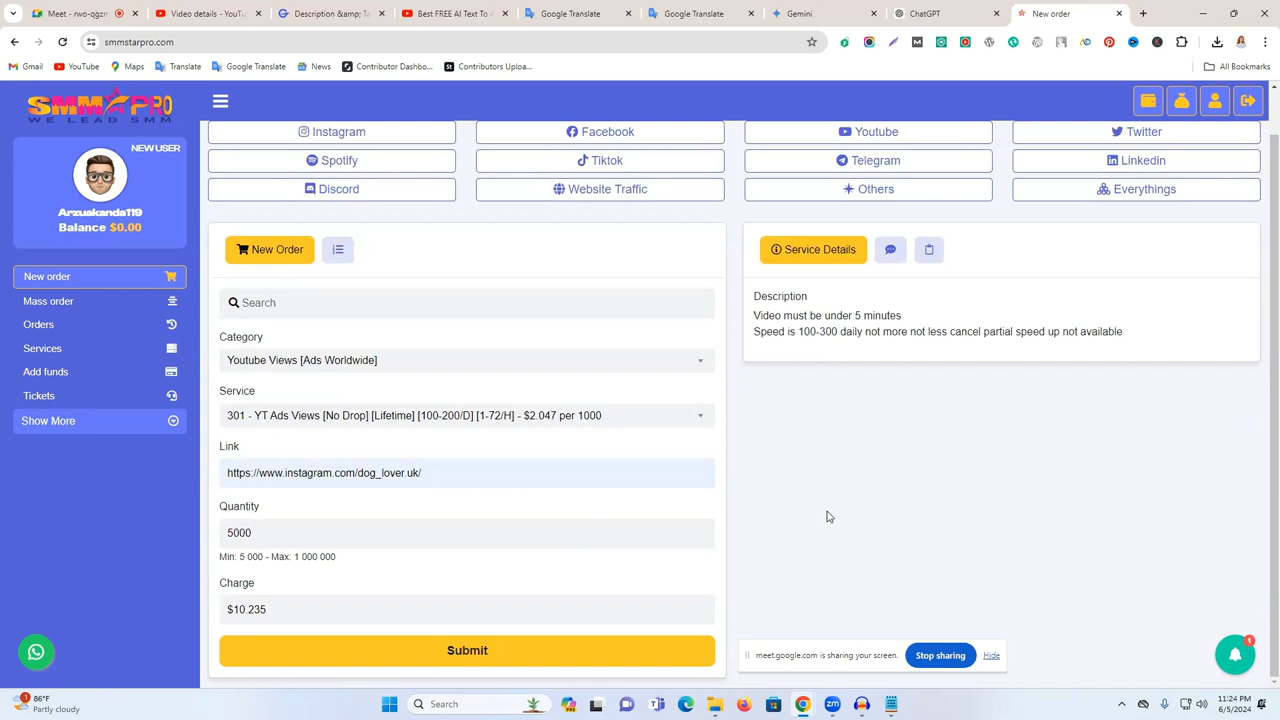 Meet - rwo-gzm
Video details - YouTu
Design &amp; T
Best FREE AI Text To A
Google Translate
Google Translate
Gemini
ChatGPT
New order
smmstarpro.com
Gmail
YouTube
Maps
Translate
Google Translate
News
Contributor Dashbo...
Contributors Uploa...
All Bookmarks
SMM PRO
WE LEAD SMM
NEW USER
Arzuakanda119
Balance $0.00
New order
Mass order
Orders
Services
Add funds
Tickets
Show More
Instagram
Facebook
Youtube
Twitter
Spotify
Tiktok
Telegram
Linkedin
Discord
Website Traffic
Others
Everythings
New Order
Search
Category
Youtube Views [Ads Worldwide]
Service
301 - YT Ads Views [No Drop] [Lifetime] [100-200/D] [1-72/H] - $2.047 per 1000
Link
https://www.instagram.com/dog_lover.uk/
Quantity
5000
Min: 5 000 - Max: 1 000 000
Charge
$10.235
Submit
Service Details
Description
Video must be under 5 minutes
Speed is 100-300 daily not more not less cancel partial speed up not available
meet.google.com is sharing your screen.
Stop sharing
Hide
1
1
86°F
Partly cloudy
Search
11:24 PM
6/5/2024